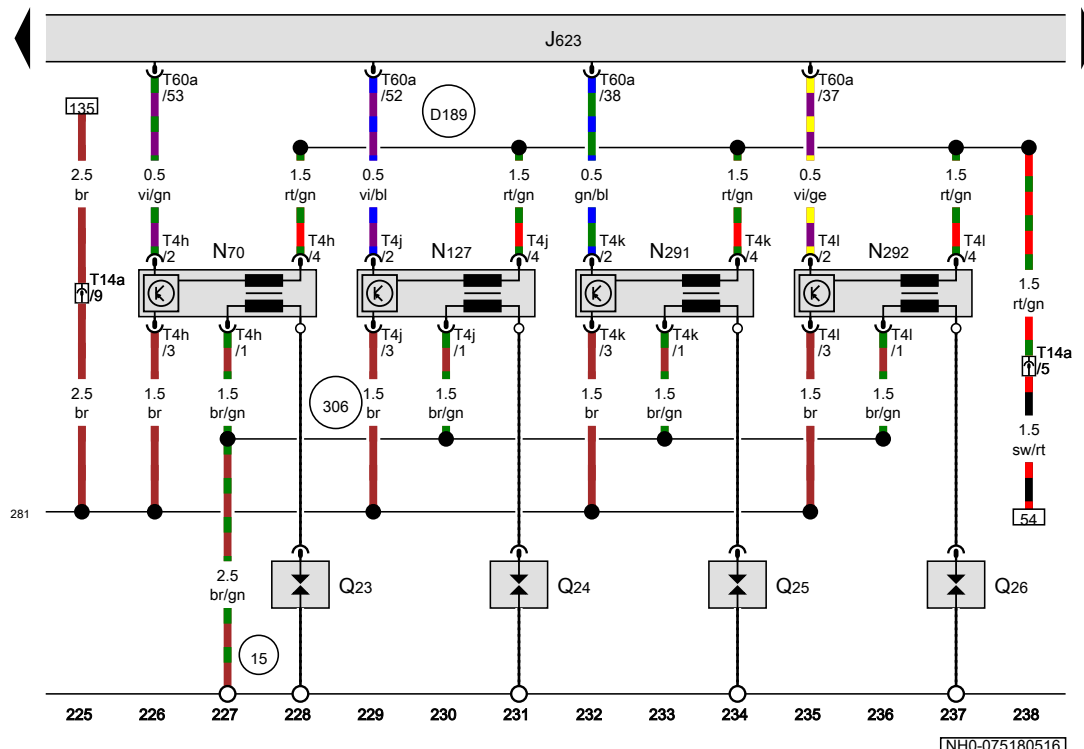 J623
T60a T60a T60a T60a
/53 /52 /38 /37
135
D189
2.5 0.5 1.5 0.5 1.5 0.5 1.5 0.5 1.5
br vi/gn rt/gn vi/bl rt/gn gn/bl rt/gn vi/ge rt/gn
T4h N70 T4h T4j N127 T4j T4k N291 T4k T4l N292 T4l
/2 /4 /2 /4 /2 /4 /2 /4
T14a
/9
1.5
rt/gn
T4h T4h T4j T4j T4k T4k T4l T4l
/3 /1 /3 /1 /3 /1 /3 /1
T14a
/5
2.5 1.5 1.5 306 1.5 1.5 1.5 1.5 1.5 1.5
br br br/gn br br/gn br br/gn br br/gn
1.5
sw/rt
281
54
2.5
br/gn
Q23 Q24 Q25 Q26
15
225 226 227 228 229 230 231 232 233 234 235 236 237 238
NH0-075180516